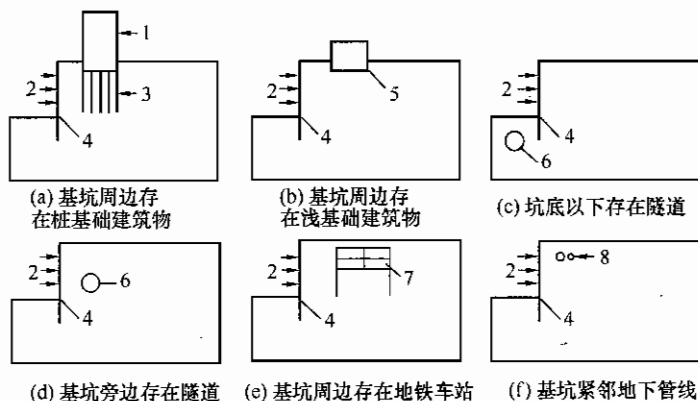 1
2
3
4
(a) 基坑周边存
在桩基础建筑物
2
5
4
(b) 基坑周边存
在浅基础建筑物
2
4
6
(c) 坑底以下存在隧道
2
6
4
(d) 基坑旁边存在隧道
2
7
4
(e) 基坑周边存在地铁车站
2
8
4
(f) 基坑紧邻地下管线